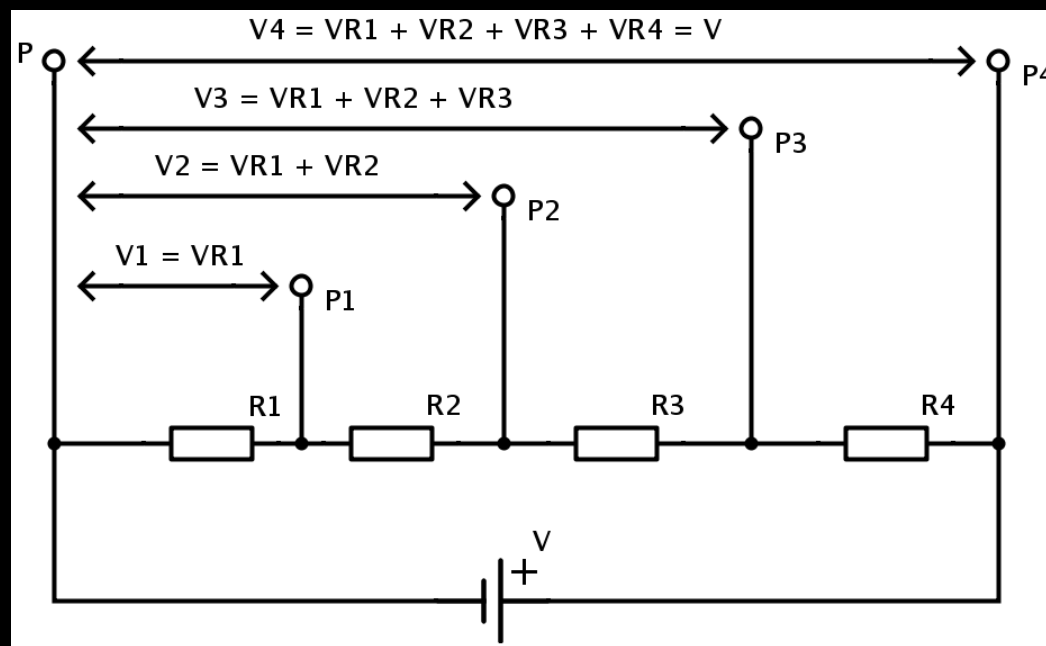 V4 = VR1 + VR2 + VR3 + VR4 = V
P
P4
V3 = VR1 + VR2 + VR3
P3
V2 = VR1 + VR2
P2
V1 = VR1
P1
R1
R2
R3
R4
V
+